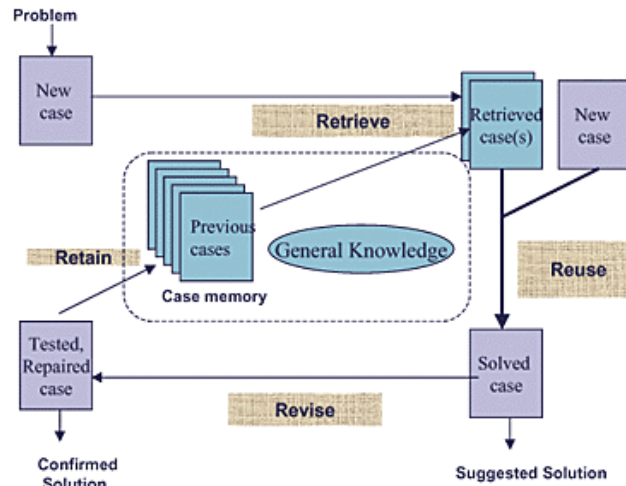 Problem
New
case
Retrieve
Retrieved
case(s)
New
case
Previous
cases
General Knowledge
Case memory
Retain
Reuse
Tested,
Repaired
case
Solved
case
Revise
Confirmed
Solution
Suggested Solution